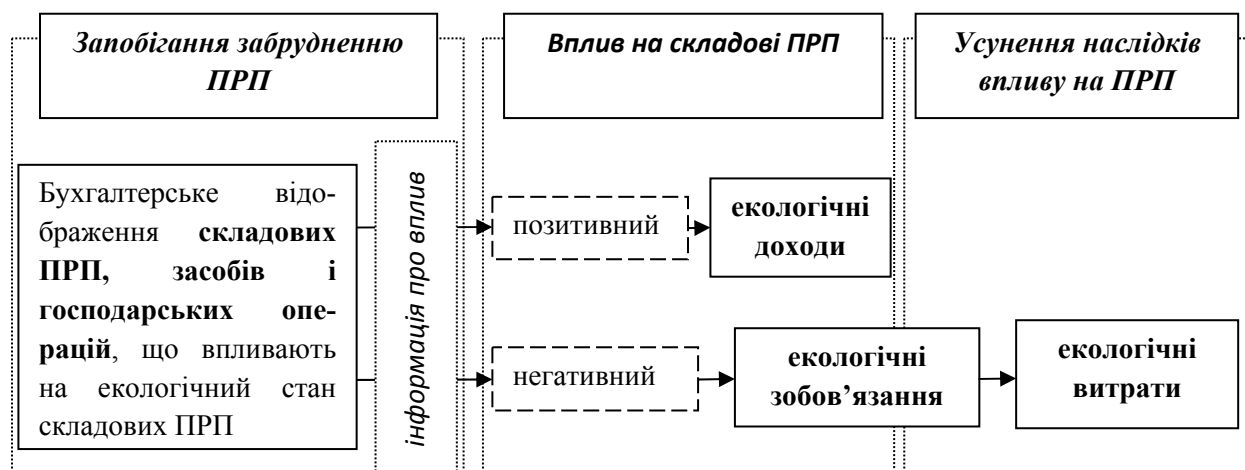 Запобігання забрудненню
ПРП
Вплив на складові ПРП
Усунення наслідків
впливу на ПРП
Бухгалтерське відо-
браження складових
ПРП, засобів і
господарських опе-
рацій, що впливають
на екологічний стан
складових ПРП
інформація про вплив
позитивний
екологічні
доходи
негативний
екологічні
зобов’язання
екологічні
витрати